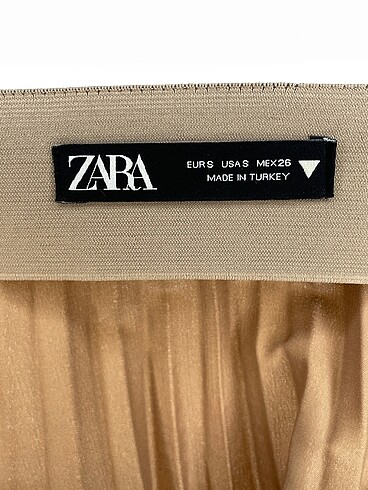 ZARA
EUR S USA S MEX 26
MADE IN TURKEY